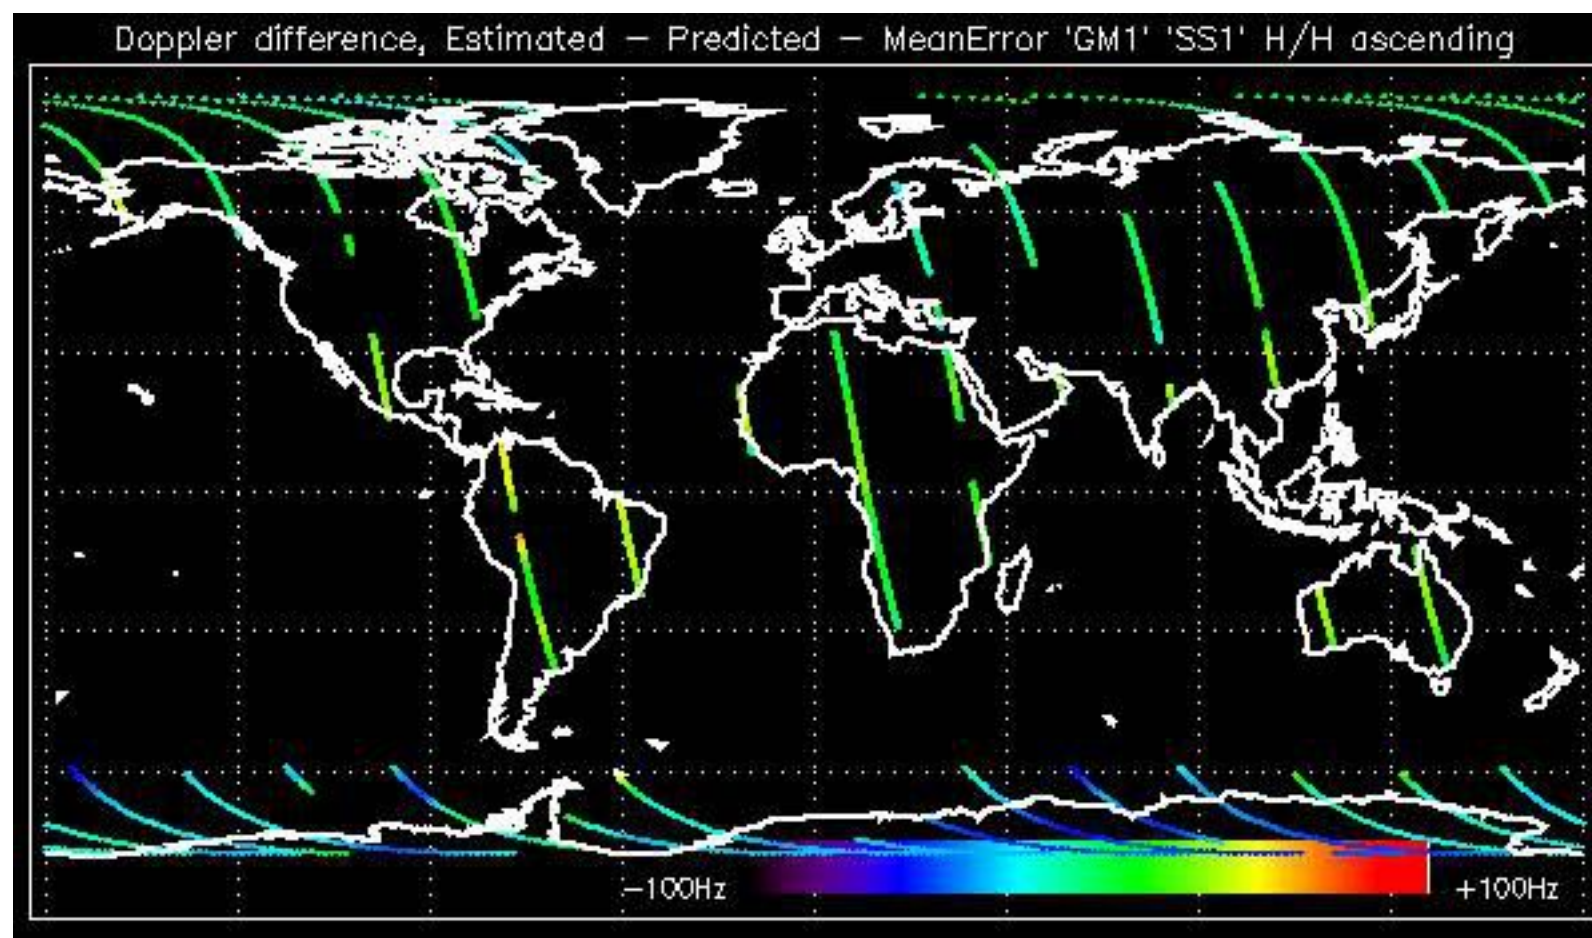 Doppler difference, Estimated — Predicted — MeanError 'GM1' 'SS1' H/H ascending
—100Hz
+100Hz